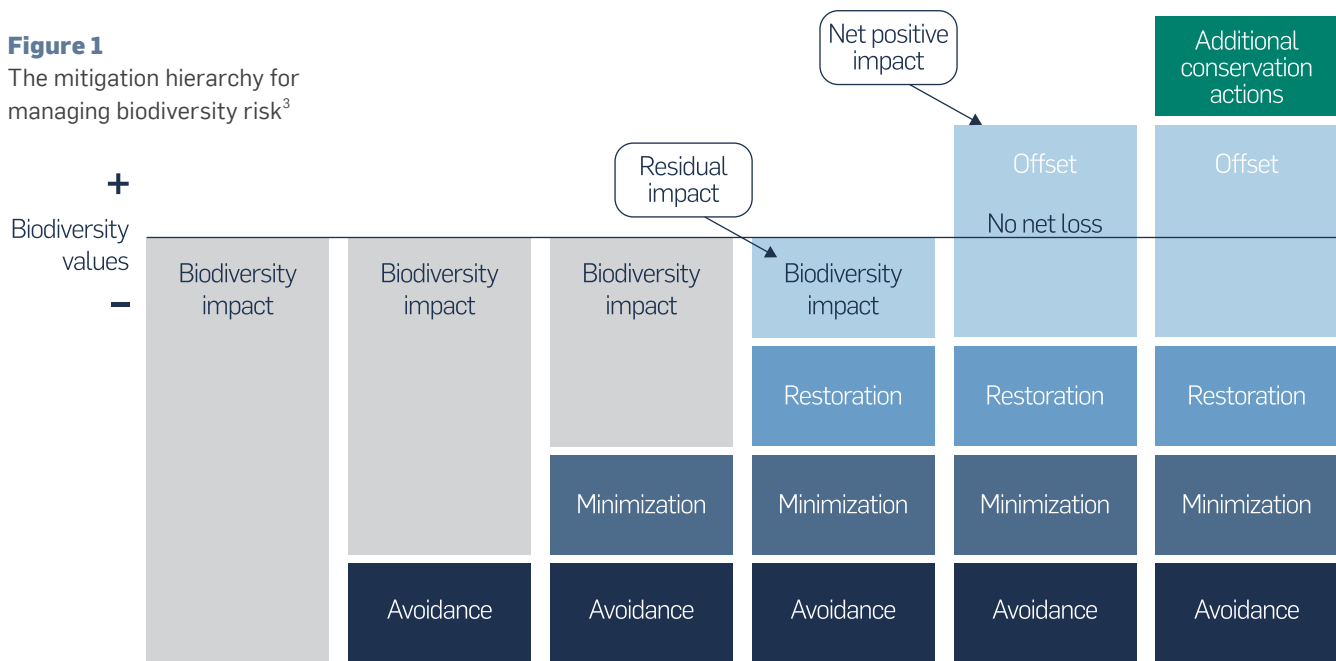 Figure 1
The mitigation hierarchy for
managing biodiversity risk³
+
Biodiversity
values
−
Net positive
impact
Residual
impact
Additional
conservation
actions
Offset
Offset
No net loss
Biodiversity
impact
Biodiversity
impact
Biodiversity
impact
Biodiversity
impact
Restoration
Restoration
Restoration
Minimization
Minimization
Minimization
Minimization
Avoidance
Avoidance
Avoidance
Avoidance
Avoidance